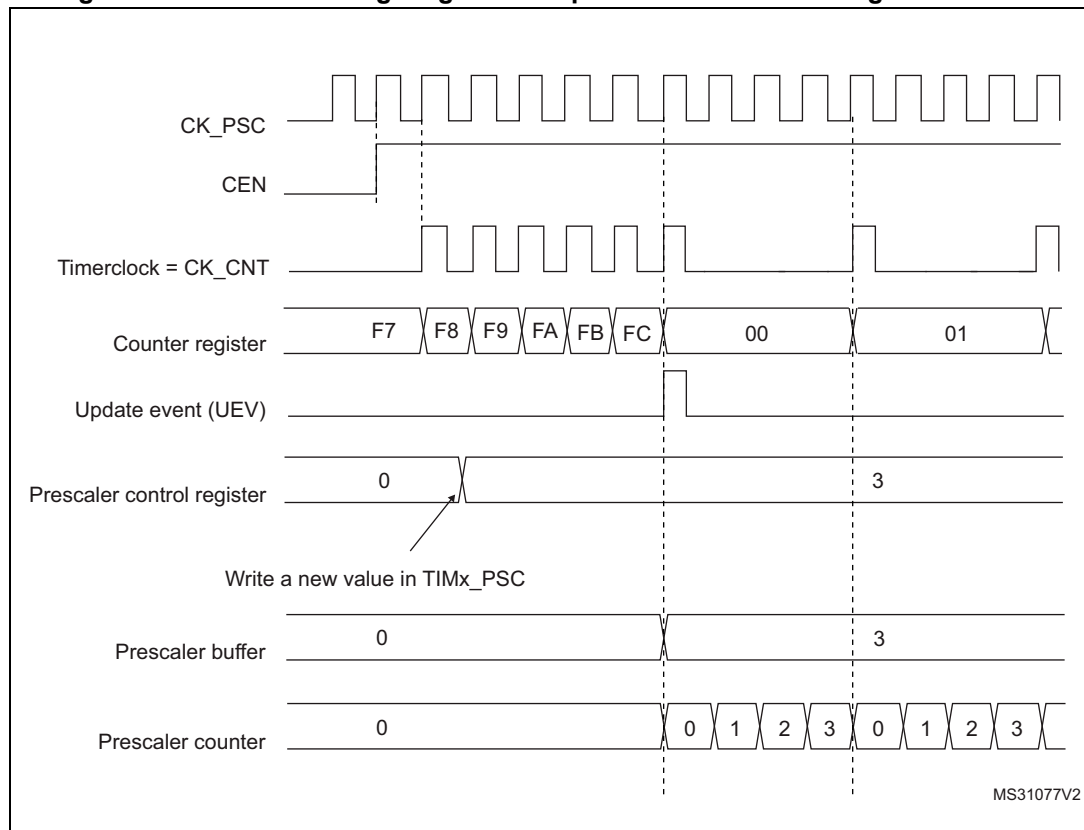 CK_PSC
CEN
Timerclock = CK_CNT
Counter register
F7 F8 F9 FA FB FC 00 01
Update event (UEV)
Prescaler control register
0 3
Write a new value in TIMx_PSC
Prescaler buffer
0 3
Prescaler counter
0 0 1 2 3 0 1 2 3
MS31077V2